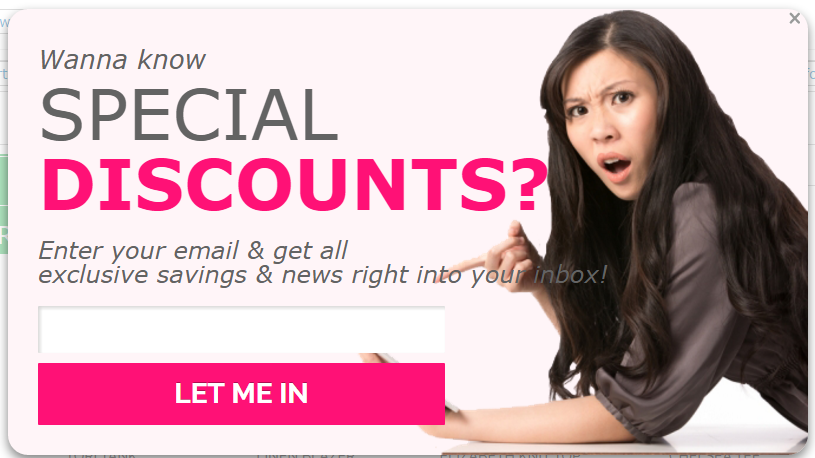 Wanna know
SPECIAL
DISCOUNTS?
Enter your email & get all
exclusive savings & news right into your inbox!
LET ME IN